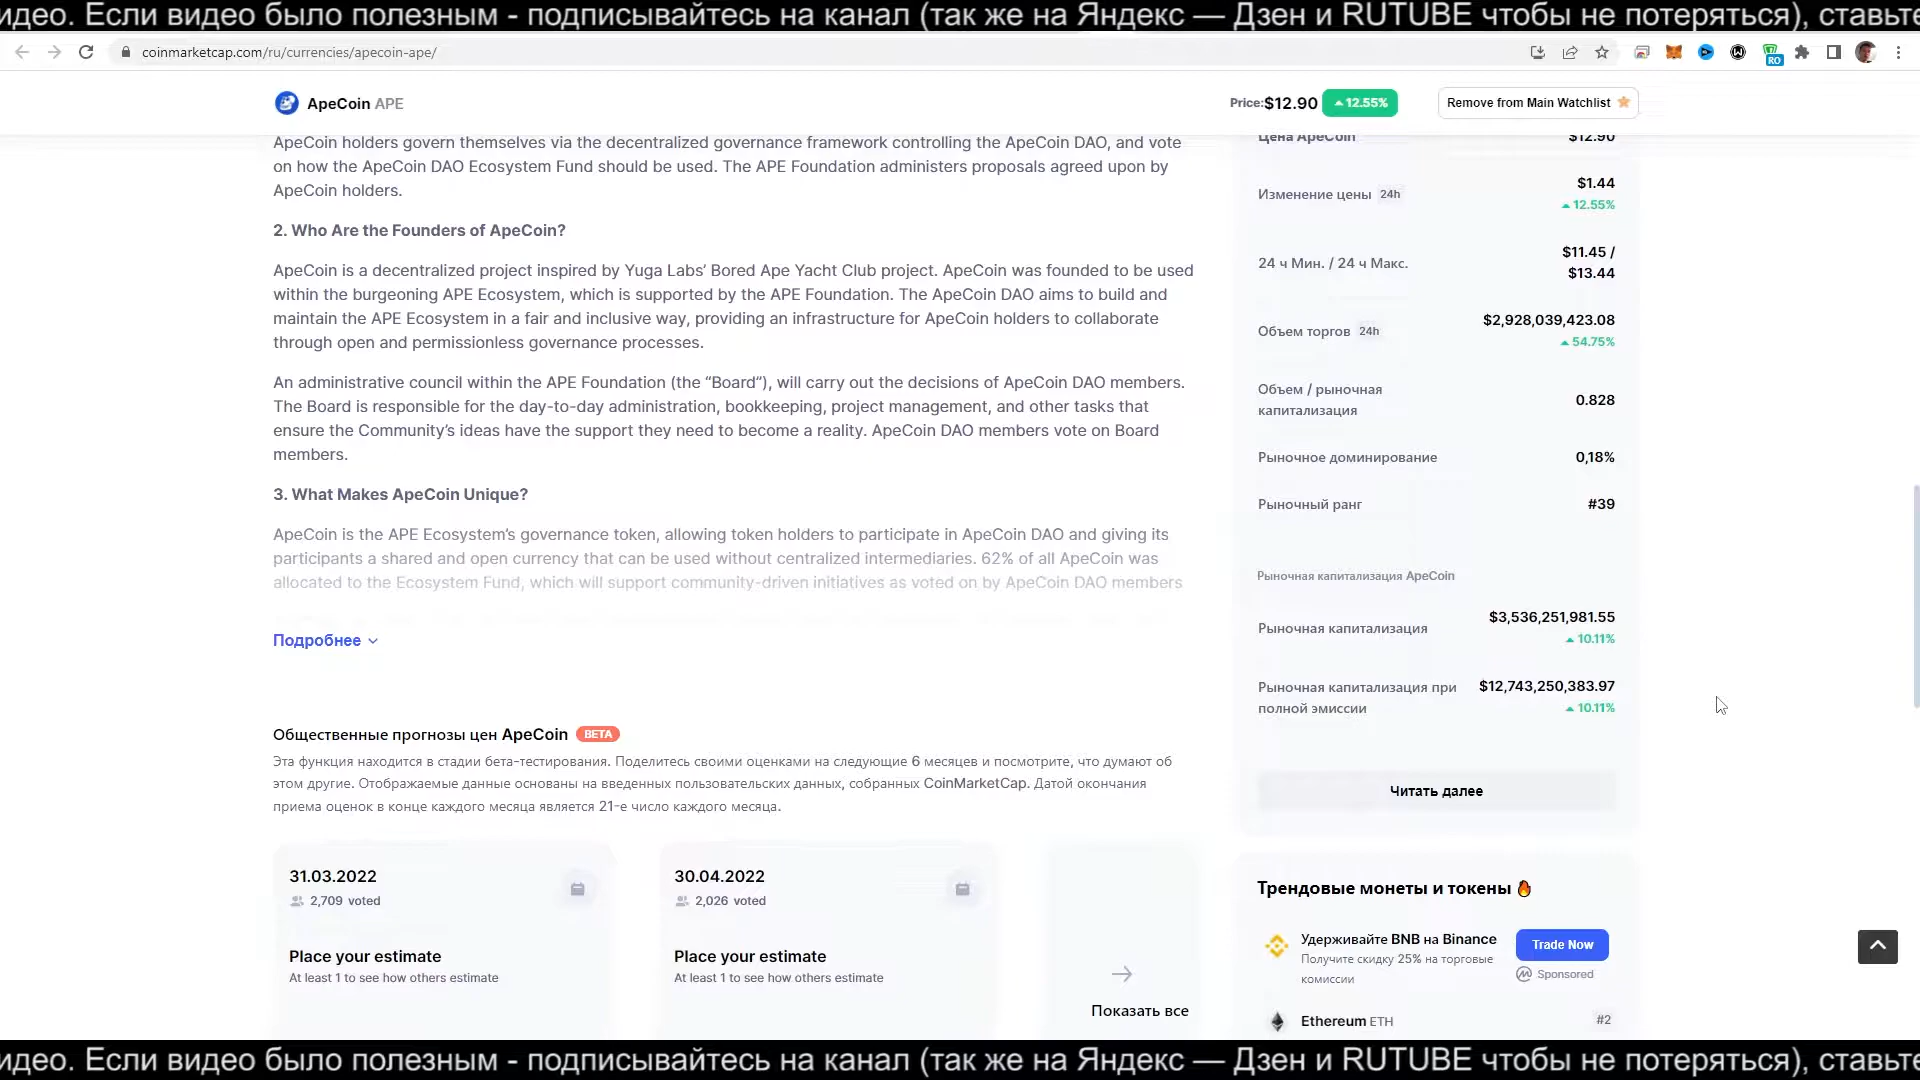 идео. Если видео было полезным - подписывайтесь на канал (так же на Яндекс — Дзен и RUTUBE чтобы не потеряться), ставьте
coinmarketcap.com/ru/currencies/apecoin-ape/
RO
ApeCoin APE
Price:$12.90
12.55%
Remove from Main Watchlist
ApeCoin holders govern themselves via the decentralized governance framework controlling the ApeCoin DAO, and vote
on how the ApeCoin DAO Ecosystem Fund should be used. The APE Foundation administers proposals agreed upon by
ApeCoin holders.
2. Who Are the Founders of ApeCoin?
ApeCoin is a decentralized project inspired by Yuga Labs’ Bored Ape Yacht Club project. ApeCoin was founded to be used
within the burgeoning APE Ecosystem, which is supported by the APE Foundation. The ApeCoin DAO aims to build and
maintain the APE Ecosystem in a fair and inclusive way, providing an infrastructure for ApeCoin holders to collaborate
through open and permissionless governance processes.
An administrative council within the APE Foundation (the “Board”), will carry out the decisions of ApeCoin DAO members.
The Board is responsible for the day-to-day administration, bookkeeping, project management, and other tasks that
ensure the Community’s ideas have the support they need to become a reality. ApeCoin DAO members vote on Board
members.
3. What Makes ApeCoin Unique?
ApeCoin is the APE Ecosystem’s governance token, allowing token holders to participate in ApeCoin DAO and giving its
participants a shared and open currency that can be used without centralized intermediaries. 62% of all ApeCoin was
allocated to the Ecosystem Fund, which will support community-driven initiatives as voted on by ApeCoin DAO members
Подробнее
Общественные прогнозы цен ApeCoin BETA
Эта функция находится в стадии бета-тестирования. Поделитесь своими оценками на следующие 6 месяцев и посмотрите, что думают об
этом другие. Отображаемые данные основаны на введенных пользовательских данных, собранных CoinMarketCap. Датой окончания
приема оценок в конце каждого месяца является 21-е число каждого месяца.
31.03.2022
2,709 voted
Place your estimate
At least 1 to see how others estimate
30.04.2022
2,026 voted
Place your estimate
At least 1 to see how others estimate
Показать все
Цена ApeCoin $12.90
Изменение цены 24h $1.44
12.55%
24 ч Мин. / 24 ч Макс. $11.45 /
$13.44
Объем торгов 24h $2,928,039,423.08
54.75%
Объем / рыночная
капитализация 0.828
Рыночное доминирование 0,18%
Рыночный ранг #39
Рыночная капитализация ApeCoin
Рыночная капитализация $3,536,251,981.55
10.11%
Рыночная капитализация при $12,743,250,383.97
полной эмиссии 10.11%
Читать далее
Трендовые монеты и токены
Удерживайте BNB на Binance
Получите скидку 25% на торговые
комиссии
Trade Now
Sponsored
Ethereum ETH #2
идео. Если видео было полезным - подписывайтесь на канал (так же на Яндекс — Дзен и RUTUBE чтобы не потеряться), ставьте